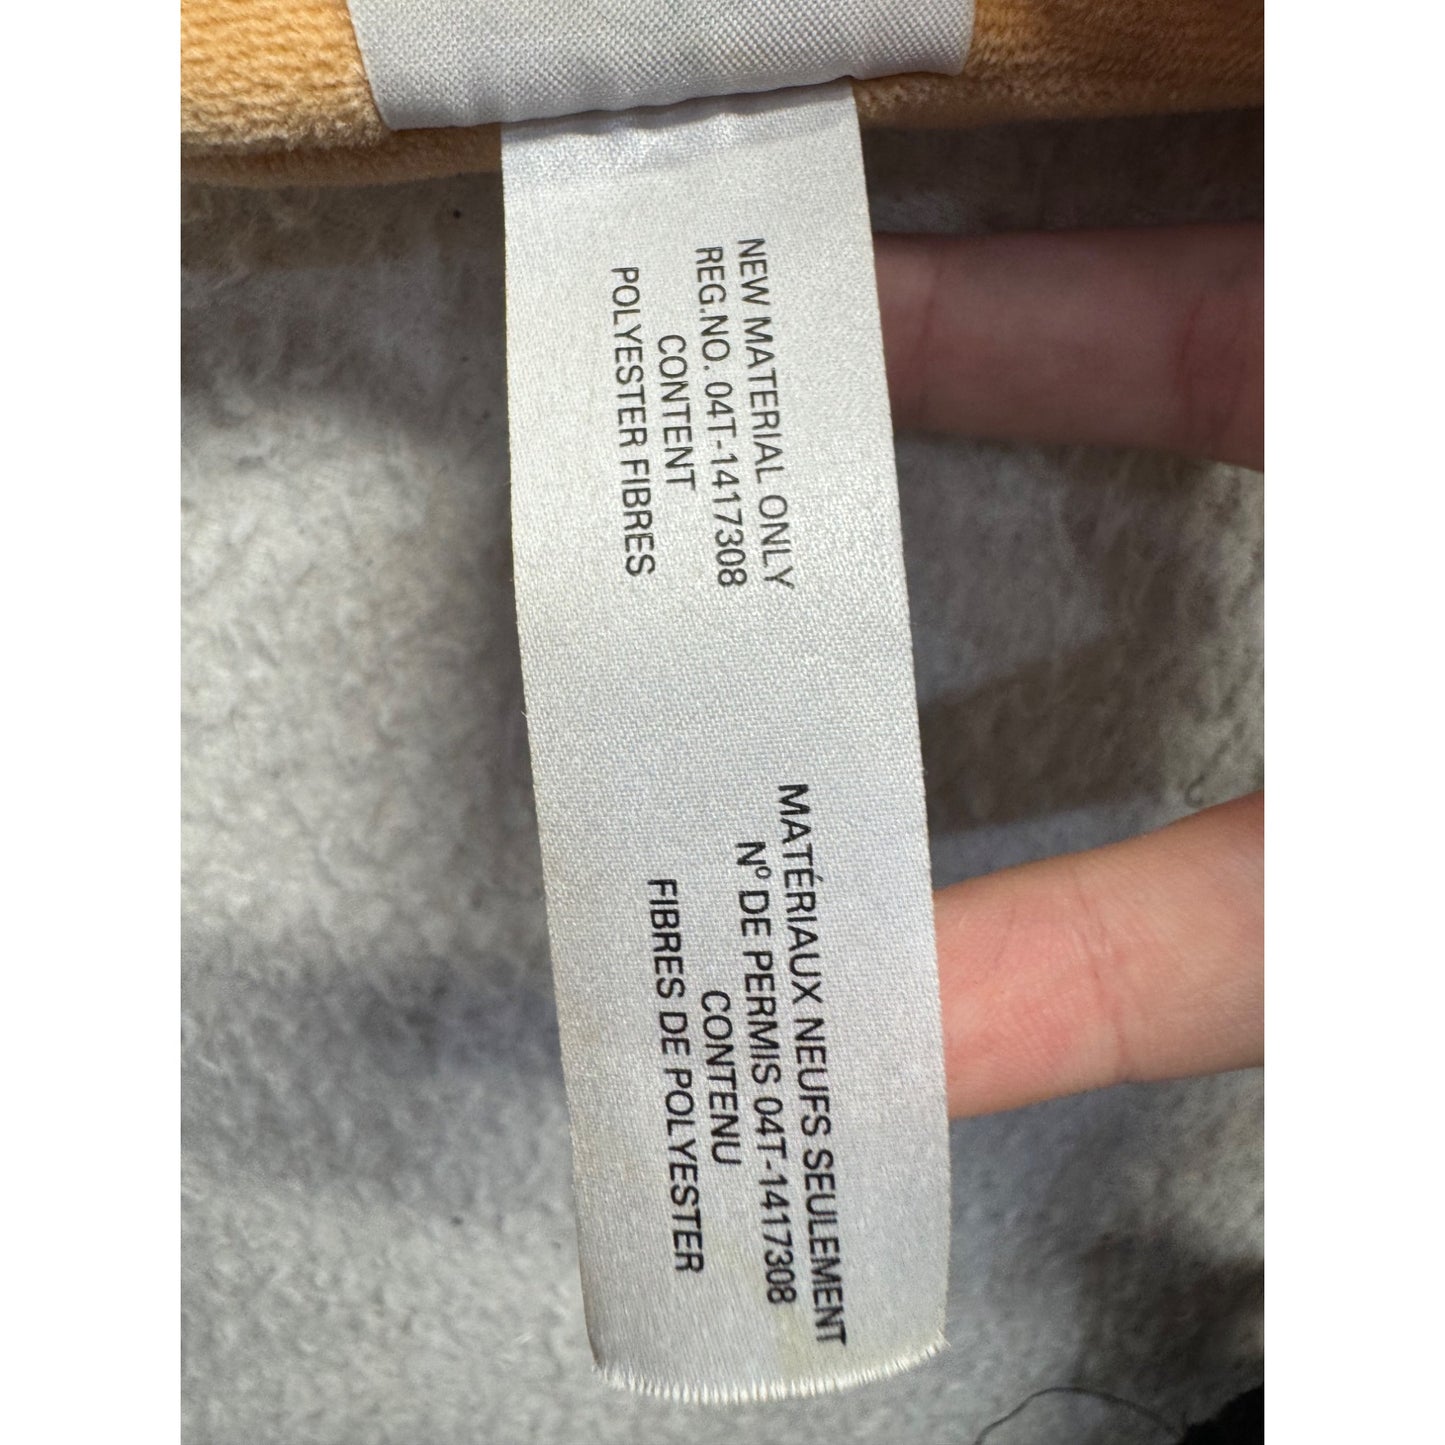 NEW MATERIAL ONLY
REG.NO. 04T-1417308
CONTENT
POLYESTER FIBRES
MATÉRIAUX NEUFS SEULEMENT
Nº DE PERMIS 04T-1417308
CONTENU
FIBRES DE POLYESTER